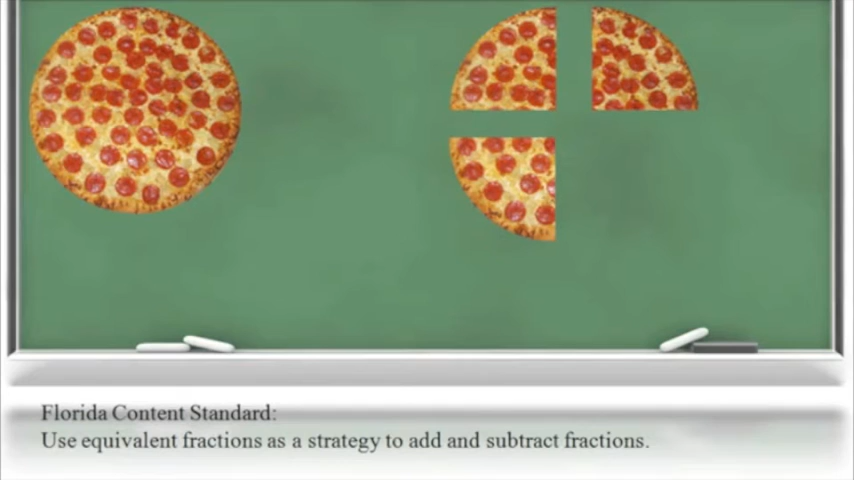 Florida Content Standard:
Use equivalent fractions as a strategy to add and subtract fractions.